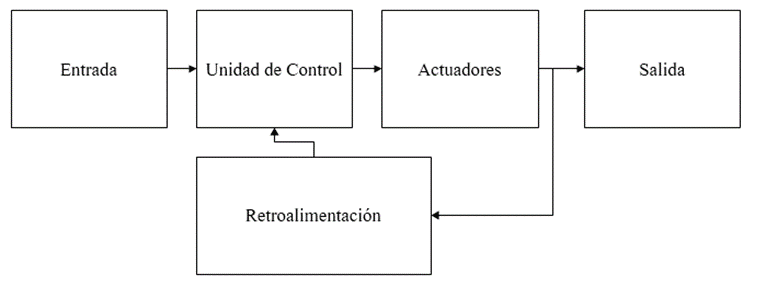 Entrada
Unidad de Control
Actuadores
Salida
Retroalimentación